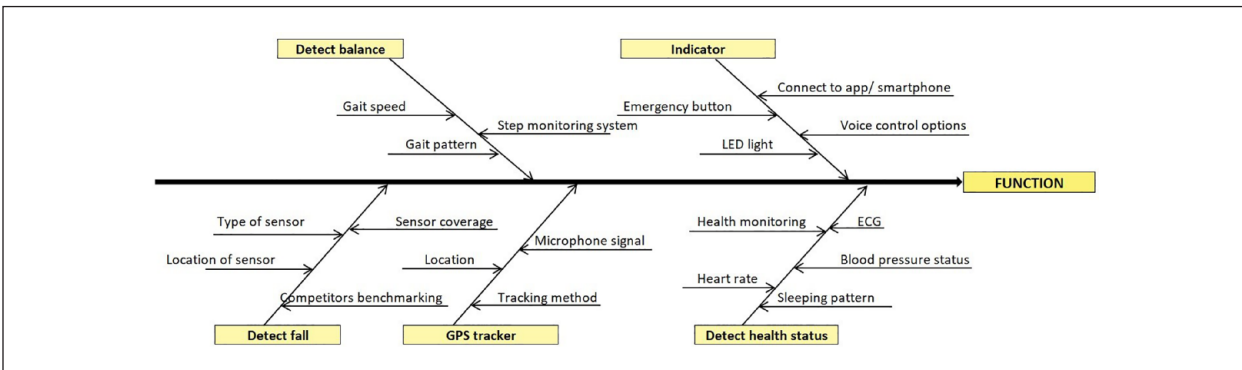 Detect balance
Indicator
Connect to app/ smartphone
Gait speed
Emergency button
Step monitoring system
Voice control options
Gait pattern
LED light
FUNCTION
Type of sensor
Sensor coverage
Health monitoring
ECG
Microphone signal
Location of sensor
Location
Blood pressure status
Heart rate
Competitors benchmarking
Tracking method
Sleeping pattern
Detect fall
GPS tracker
Detect health status